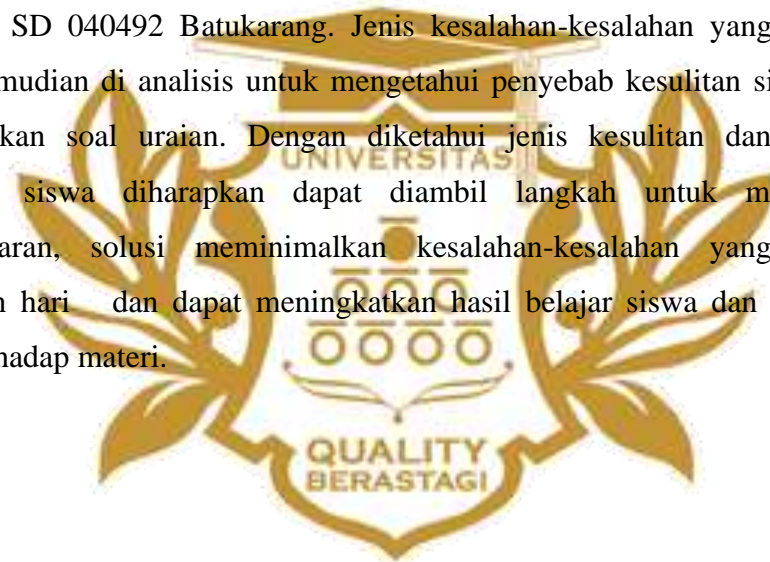 SD 040492 Batukarang. Jenis kesalahan-kesalahan yang
mudian di analisis untuk mengetahui penyebab kesulitan si
kan soal uraian. Dengan diketahui jenis kesulitan dan
UNIVERSITAS
siswa diharapkan dapat diambil langkah untuk m
aran, solusi meminimalkan kesalahan-kesalahan yang
hari dan dapat meningkatkan hasil belajar siswa dan
hadap materi.
QUALITY
BERASTAGI